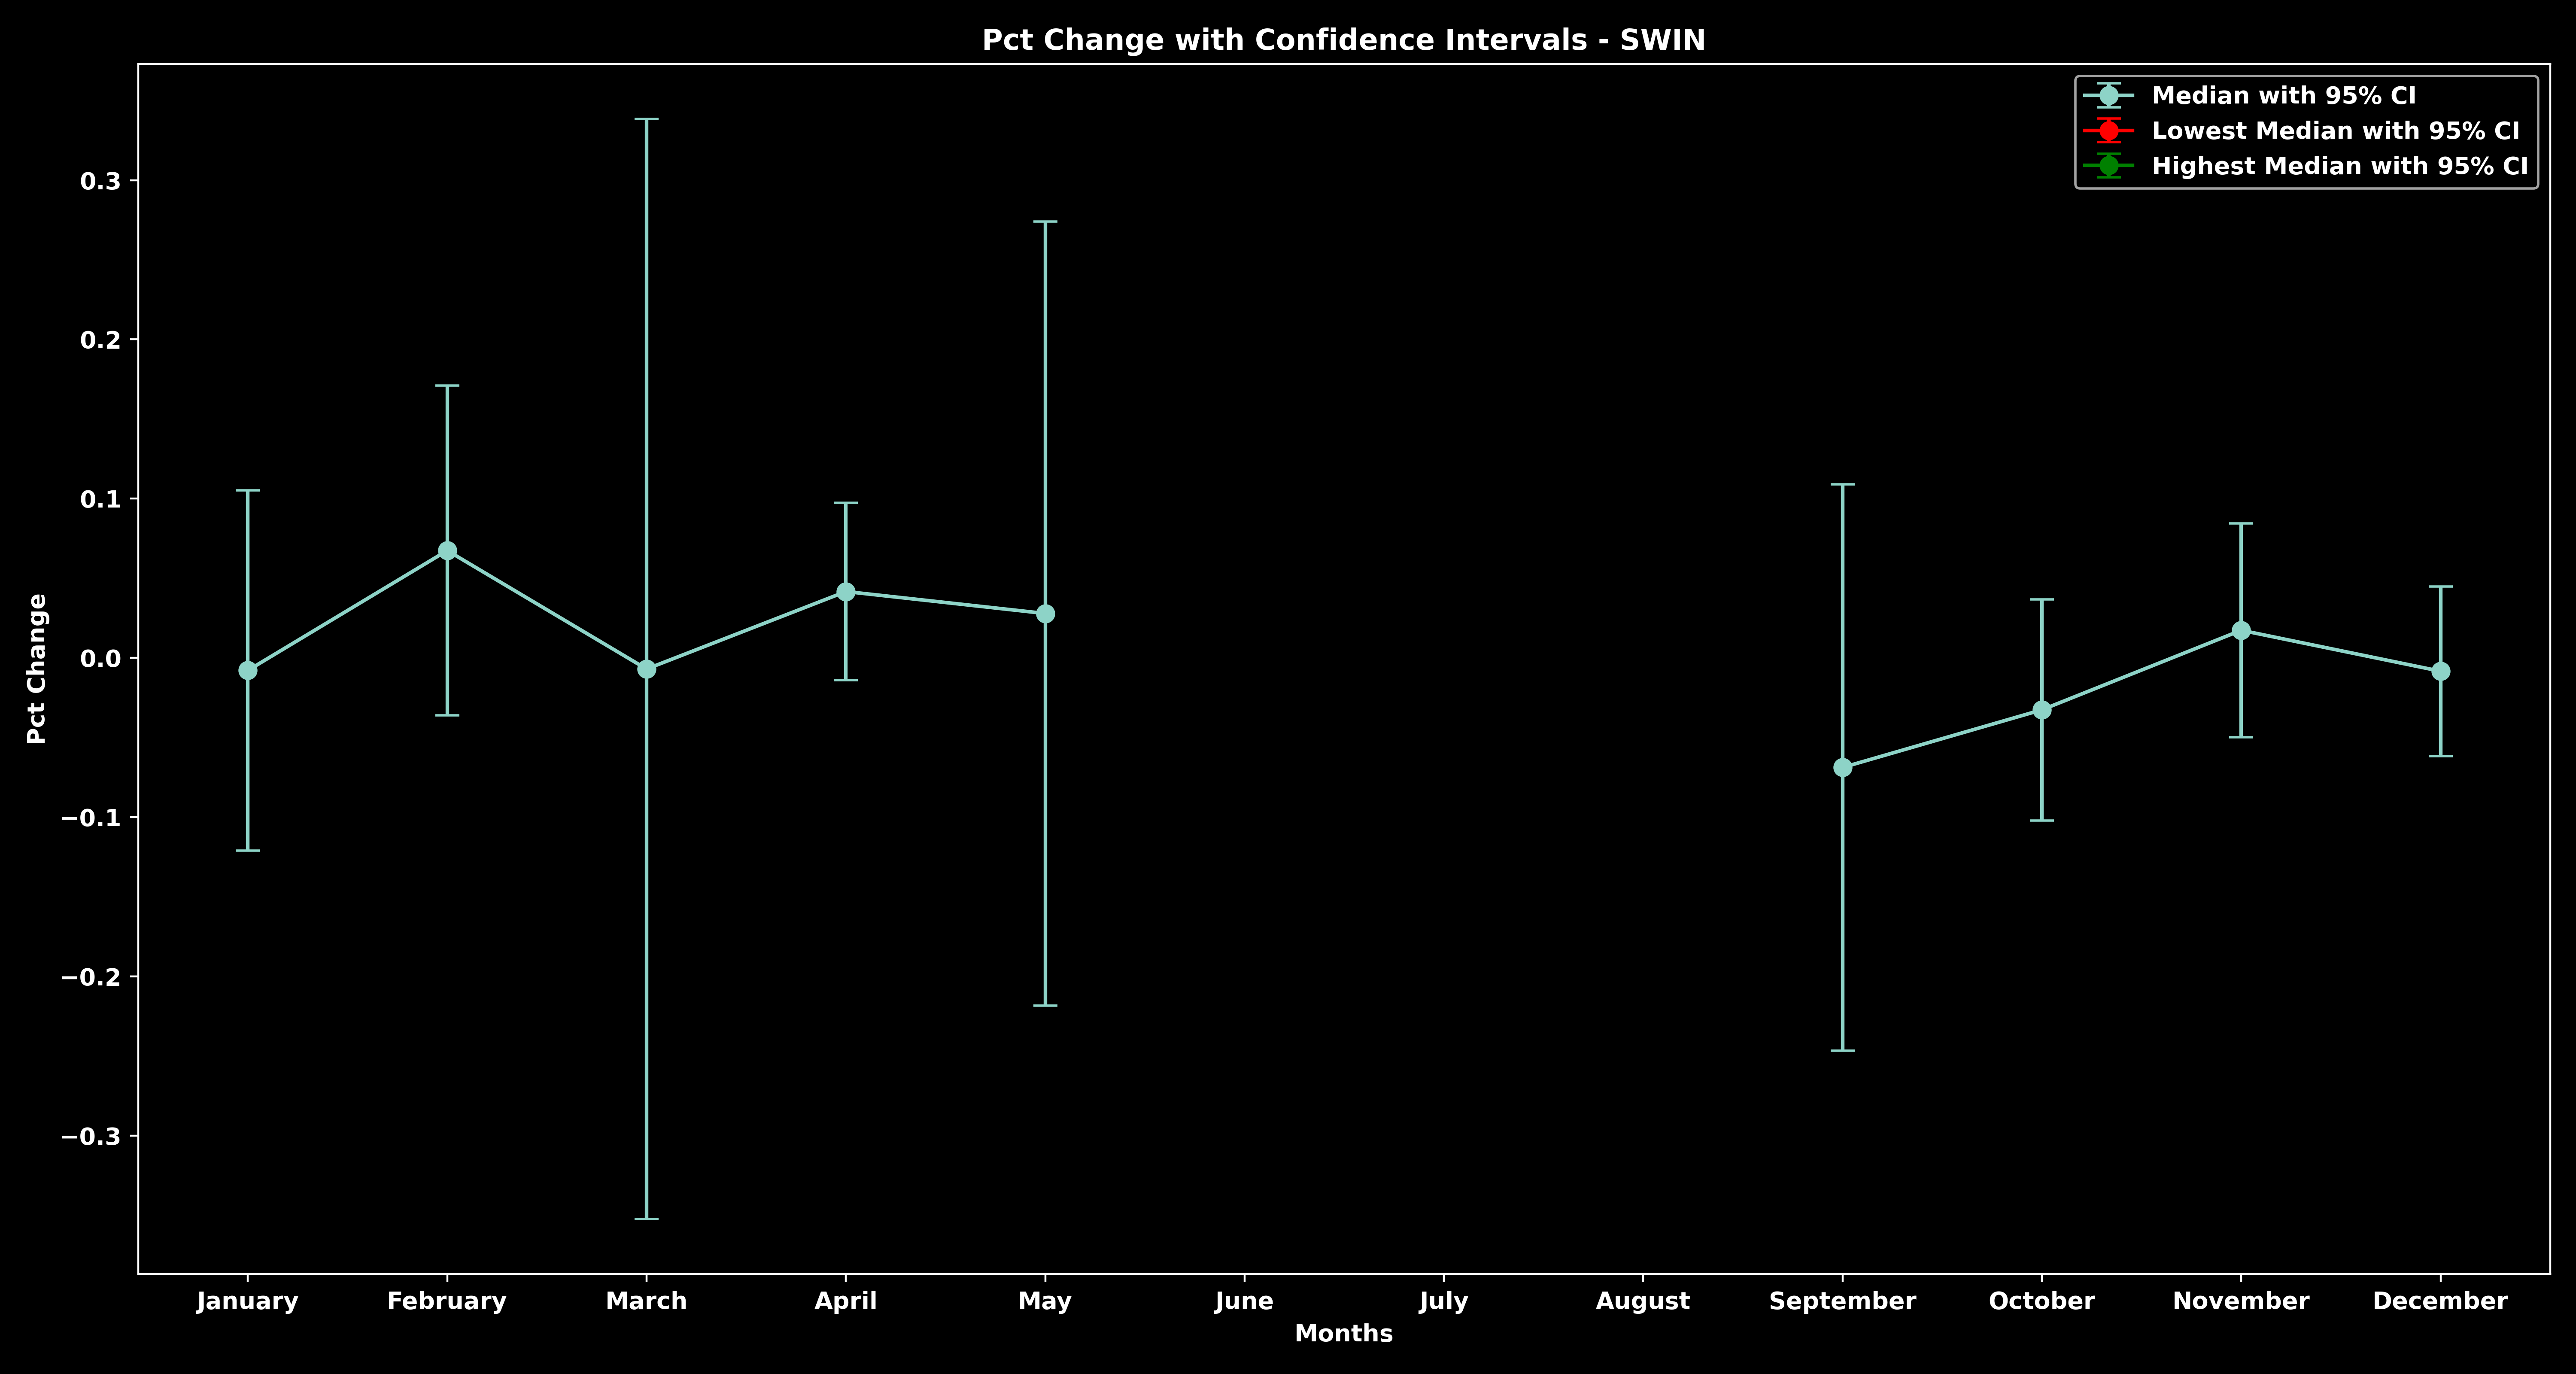 Pct Change with Confidence Intervals - SWIN
Median with 95% CI
Lowest Median with 95% CI
Highest Median with 95% CI
Pct Change
0.3
0.2
0.1
0.0
−0.1
−0.2
−0.3
January February March April May June July August September October November December
Months